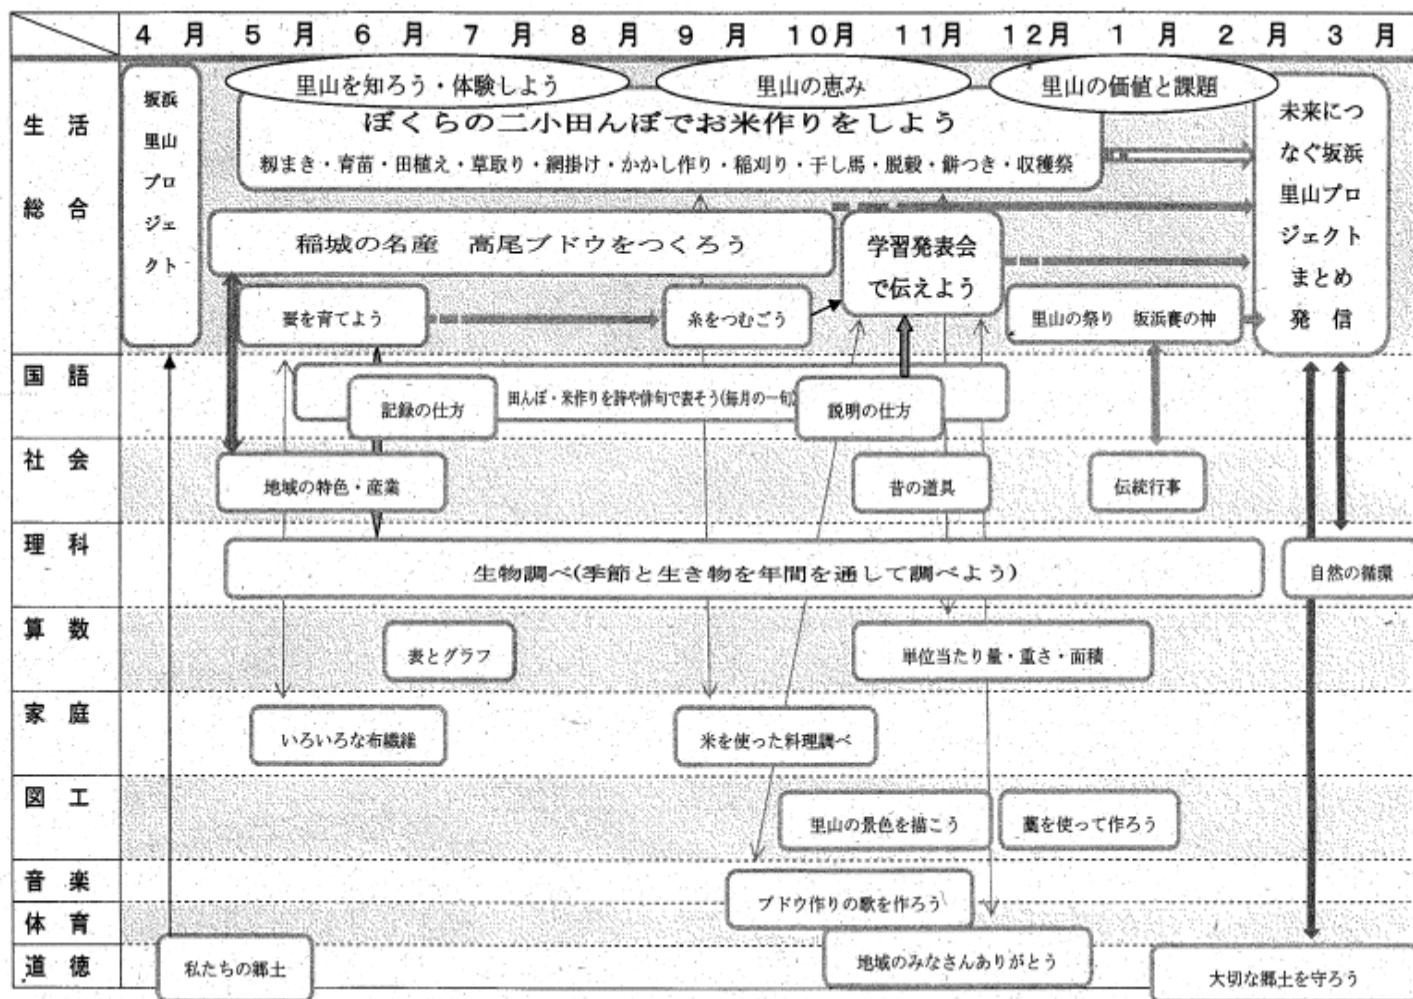 4月 5月 6月 7月 8月 9月 10月 11月 12月 1月 2月 3月
生活
総合
坂浜
里山
プロ
ジェ
クト
里山を知ろう・体験しよう
里山の恵み
里山の価値と課題
ぼくらの二小田んぼでお米作りをしよう
籾まき・育苗・田植え・草取り・網掛け・かかし作り・稲刈り・干し馬・脱穀・餅つき・収穫祭
稲城の名産 高尾ブドウをつくろう
学習発表会
で伝えよう
蚕を育てよう
糸をつむごう
里山の祭り 坂浜賽の神
未来につ
なぐ坂浜
里山プロ
ジェクト
まとめ
発信
国語
田んぼ・米作りを詩や俳句で表そう(毎月の一句)
記録の仕方
説明の仕方
社会
地域の特色・産業
昔の道具
伝統行事
理科
生物調べ(季節と生き物を年間を通して調べよう)
自然の循環
算数
表とグラフ
単位当たり量・重さ・面積
家庭
いろいろな布繊維
米を使った料理調べ
図工
里山の景色を描こう
藁を使って作ろう
音楽
ブドウ作りの歌を作ろう
体育
道徳
私たちの郷土
地域のみなさんありがとう
大切な郷土を守ろう